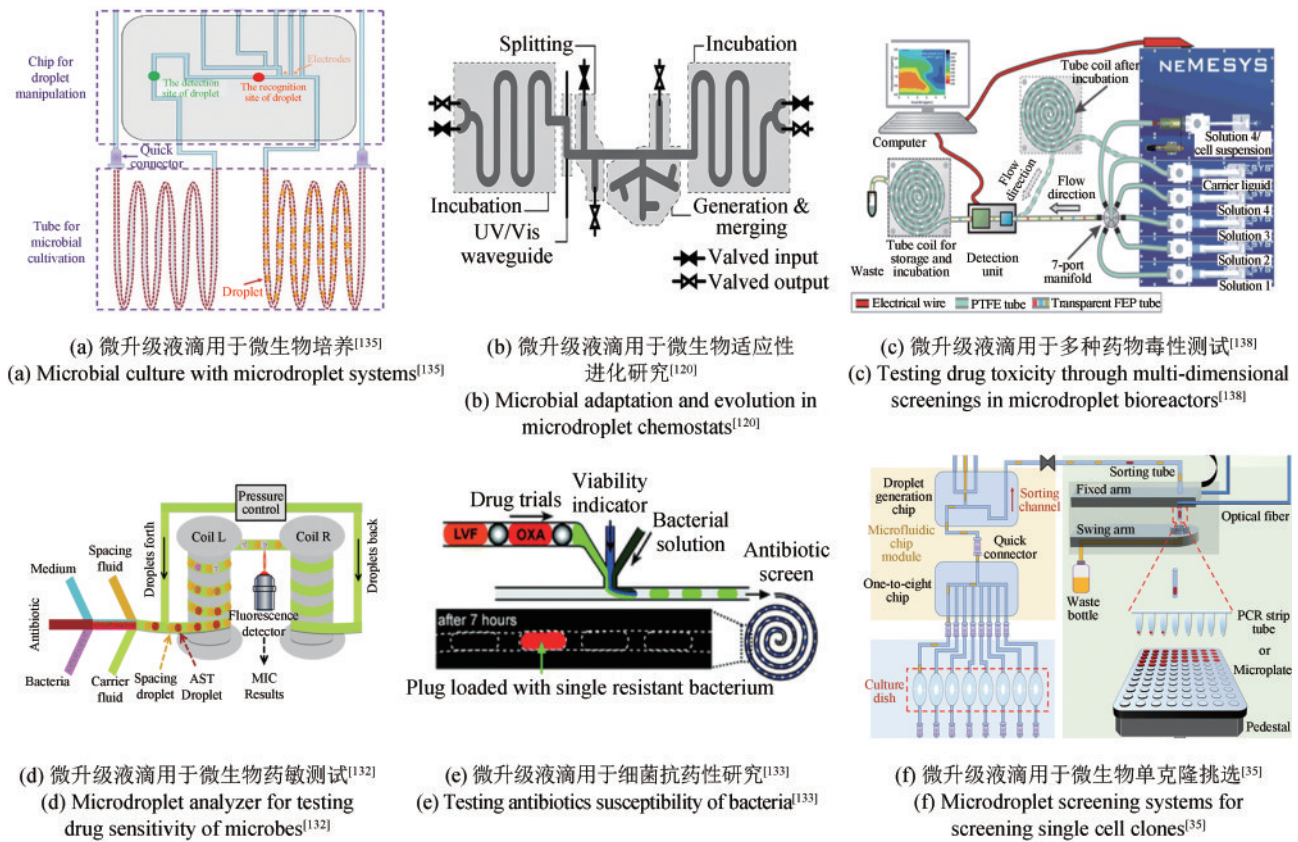 Chip for
droplet
manipulation
Electrodes
The detection
site of droplet
The recognition
site of droplet
Quick
connector
Tube for
microbial
cultivation
Droplet
(a) 微升级液滴用于微生物培养[135]
(a) Microbial culture with microdroplet systems[135]
Splitting
Incubation
Incubation
UV/Vis
waveguide
Generation &
merging
Valved input
Valved output
(b) 微升级液滴用于微生物适应性
进化研究[120]
(b) Microbial adaptation and evolution in
microdroplet chemostats[120]
Tube coil after
incubation
neMESYS
Computer
Solution 4/
cell suspension
Flow
direction
Flow
direction
Carrier liguid
Solution 4
Solution 3
Solution 2
Solution 1
Waste
Tube coil for
storage and
incubation
Detection
unit
7-port
manifold
Electrical wire
PTFE tube
Transparent FEP tube
(c) 微升级液滴用于多种药物毒性测试[138]
(c) Testing drug toxicity through multi-dimensional
screenings in microdroplet bioreactors[138]
Pressure
control
Coil L
Coil R
Droplets forth
Droplets back
Medium
Spacing
fluid
Antibiotic
Bacteria
Carrier
fluid
Spacing
droplet
AST
Droplet
Fluorescence
detector
MIC
Results
(d) 微升级液滴用于微生物药敏测试[132]
(d) Microdroplet analyzer for testing
drug sensitivity of microbes[132]
Drug trials
Viability
indicator
Bacterial
solution
LVF
OXA
Antibiotic
screen
after 7 hours
Plug loaded with single resistant bacterium
(e) 微升级液滴用于细菌抗药性研究[133]
(e) Testing antibiotics susceptibility of bacteria[133]
Droplet
generation
chip
Sorting
channel
Microfluidic
chip
module
Quick
connector
One-to-eight
chip
Culture
dish
Sorting tube
Fixed arm
Optical fiber
Swing arm
Waste
bottle
PCR strip
tube
or
Microplate
Pedestal
(f) 微升级液滴用于微生物单克隆挑选[35]
(f) Microdroplet screening systems for
screening single cell clones[35]